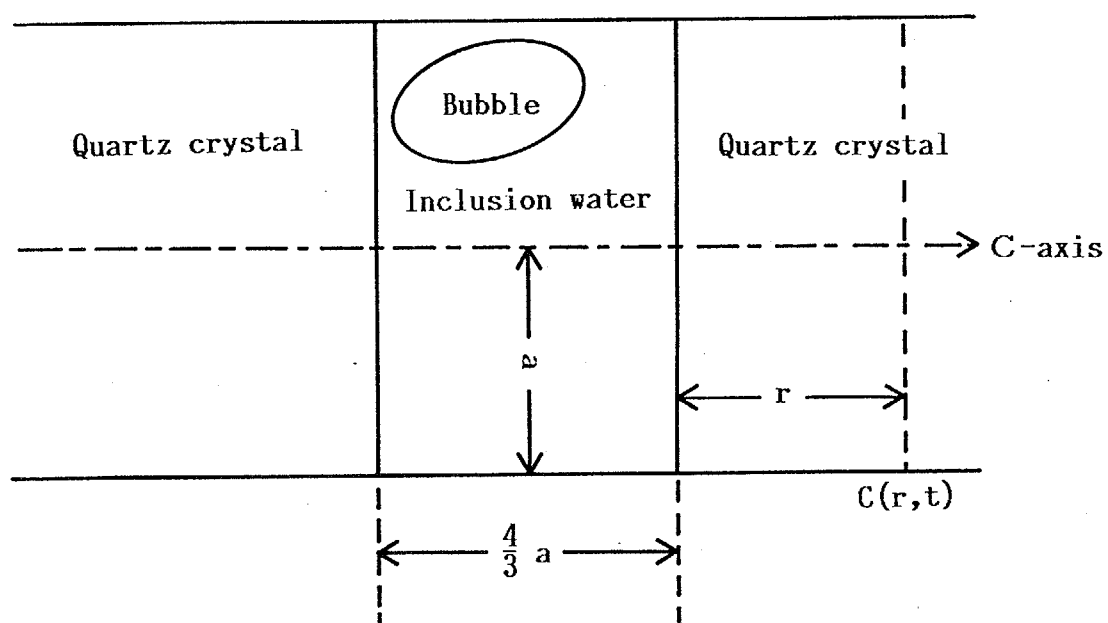 Bubble
Quartz crystal
Quartz crystal
Inclusion water
C-axis
a
r
C(r,t)
4/3 a